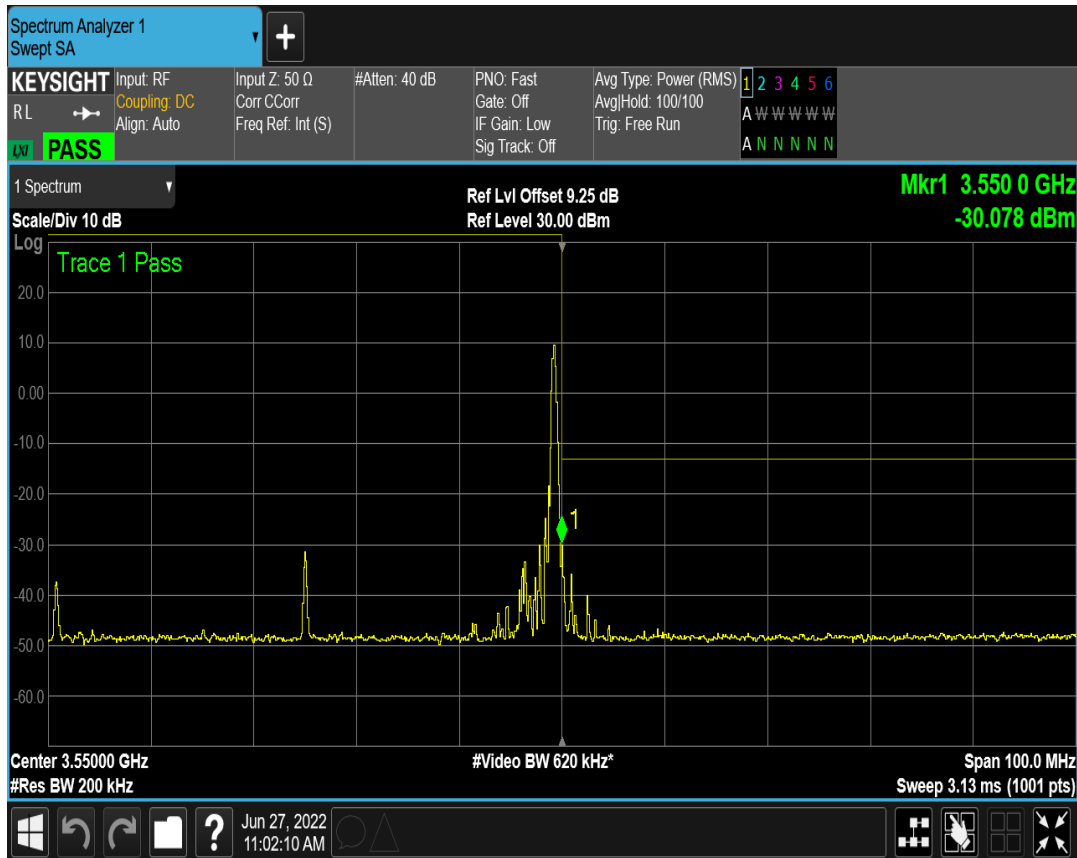 Spectrum Analyzer 1
Swept SA
+
KEYSIGHT
RL
LXI PASS
Input: RF
Coupling: DC
Align: Auto
Input Z: 50 Ω
Corr CCorr
Freq Ref: Int (S)
#Atten: 40 dB
PNO: Fast
Gate: Off
IF Gain: Low
Sig Track: Off
Avg Type: Power (RMS)
Avg|Hold: 100/100
Trig: Free Run
1 2 3 4 5 6
A W W W W W
A N N N N N
1 Spectrum
Scale/Div 10 dB
Ref Lvl Offset 9.25 dB
Ref Level 30.00 dBm
Mkr1 3.550 0 GHz
-30.078 dBm
Log
Trace 1 Pass
20.0
10.0
0.00
-10.0
-20.0
1
-30.0
-40.0
-50.0
-60.0
Center 3.55000 GHz
#Res BW 200 kHz
#Video BW 620 kHz*
Span 100.0 MHz
Sweep 3.13 ms (1001 pts)
?
Jun 27, 2022
11:02:10 AM